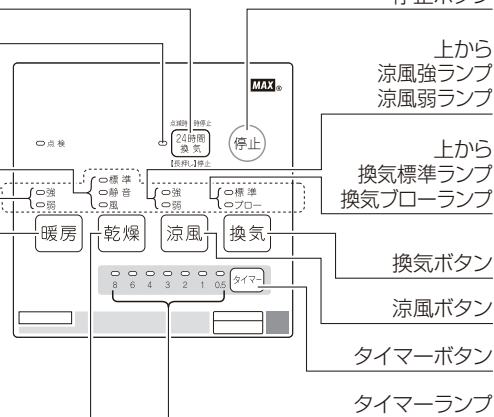 停止ボタン
上から
涼風強ランプ
涼風弱ランプ
上から
換気標準ランプ
換気ブローランプ
換気ボタン
涼風ボタン
タイマーボタン
タイマーランプ
MAX®
点滅時 一時停止
24時間
換気
【長押し】停止
停止
点検
標準
静音
風
強
弱
強
弱
標準
ブロー
暖房
乾燥
涼風
換気
8 6 4 3 2 1 0.5
タイマー